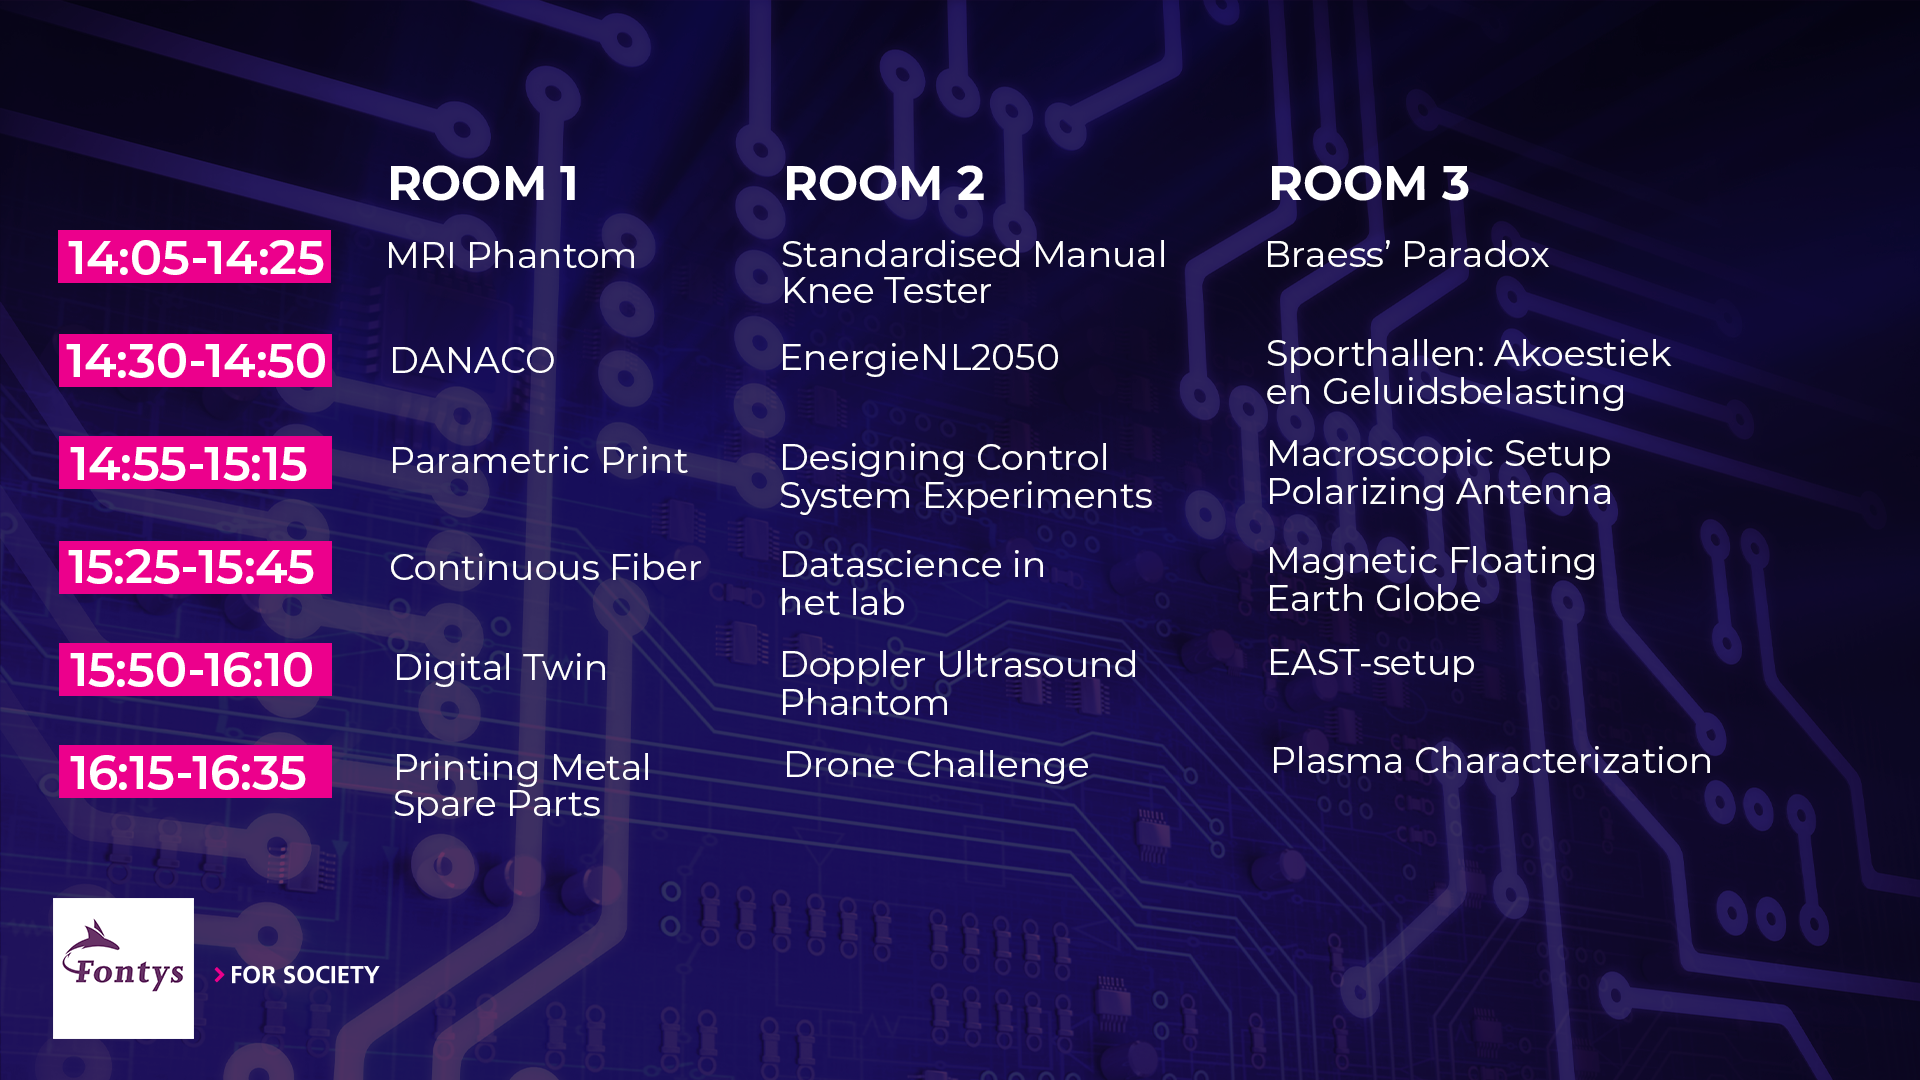 ROOM 1 ROOM 2 ROOM 3
14:05-14:25 MRI Phantom Standardised Manual Braess’ Paradox
Knee Tester
14:30-14:50 DANACO EnergieNL2050 Sporthallen: Akoestiek
en Geluidsbelasting
14:55-15:15 Parametric Print Designing Control Macroscopic Setup
System Experiments Polarizing Antenna
15:25-15:45 Continuous Fiber Datascience in Magnetic Floating
het lab Earth Globe
15:50-16:10 Digital Twin Doppler Ultrasound EAST-setup
Phantom
16:15-16:35 Printing Metal Drone Challenge Plasma Characterization
Spare Parts
Fontys > FOR SOCIETY